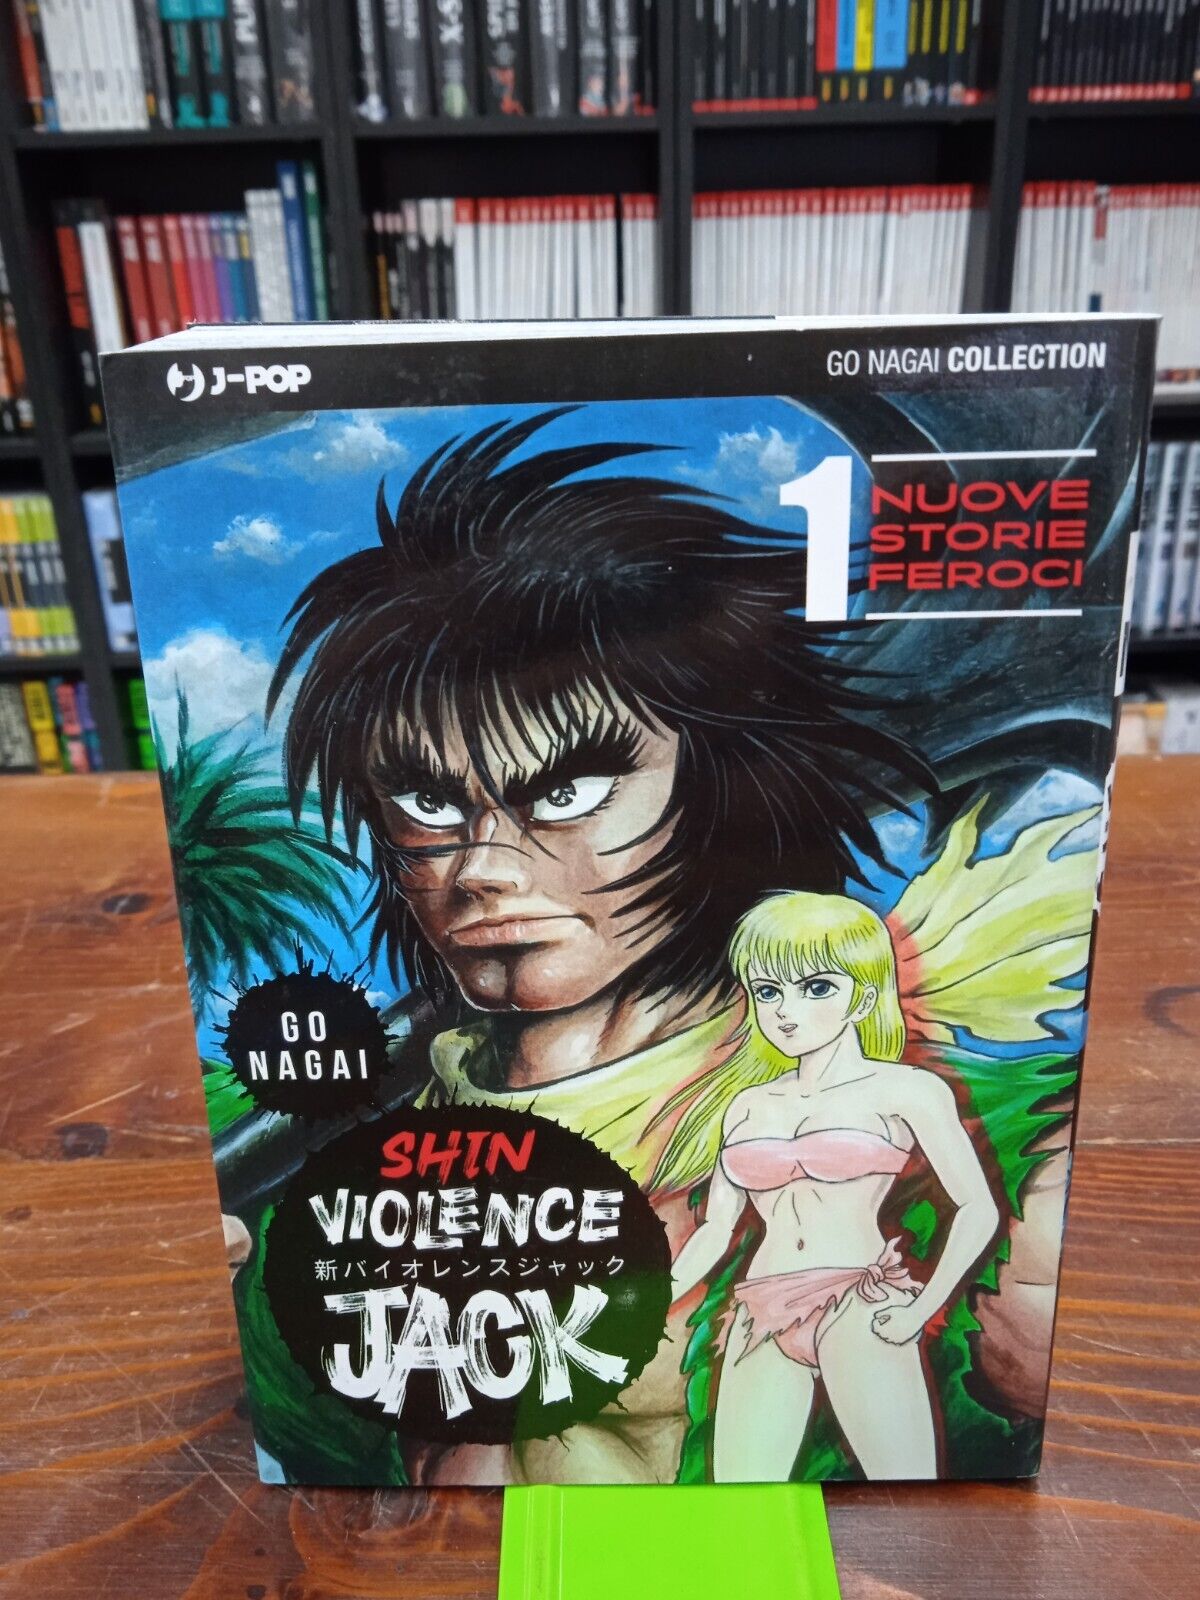 J-POP
GO NAGAI COLLECTION
1
NUOVE
STORIE
FEROCI
GO
NAGAI
SHIN
VIOLENCE
新バイオレンスジャック
JACK